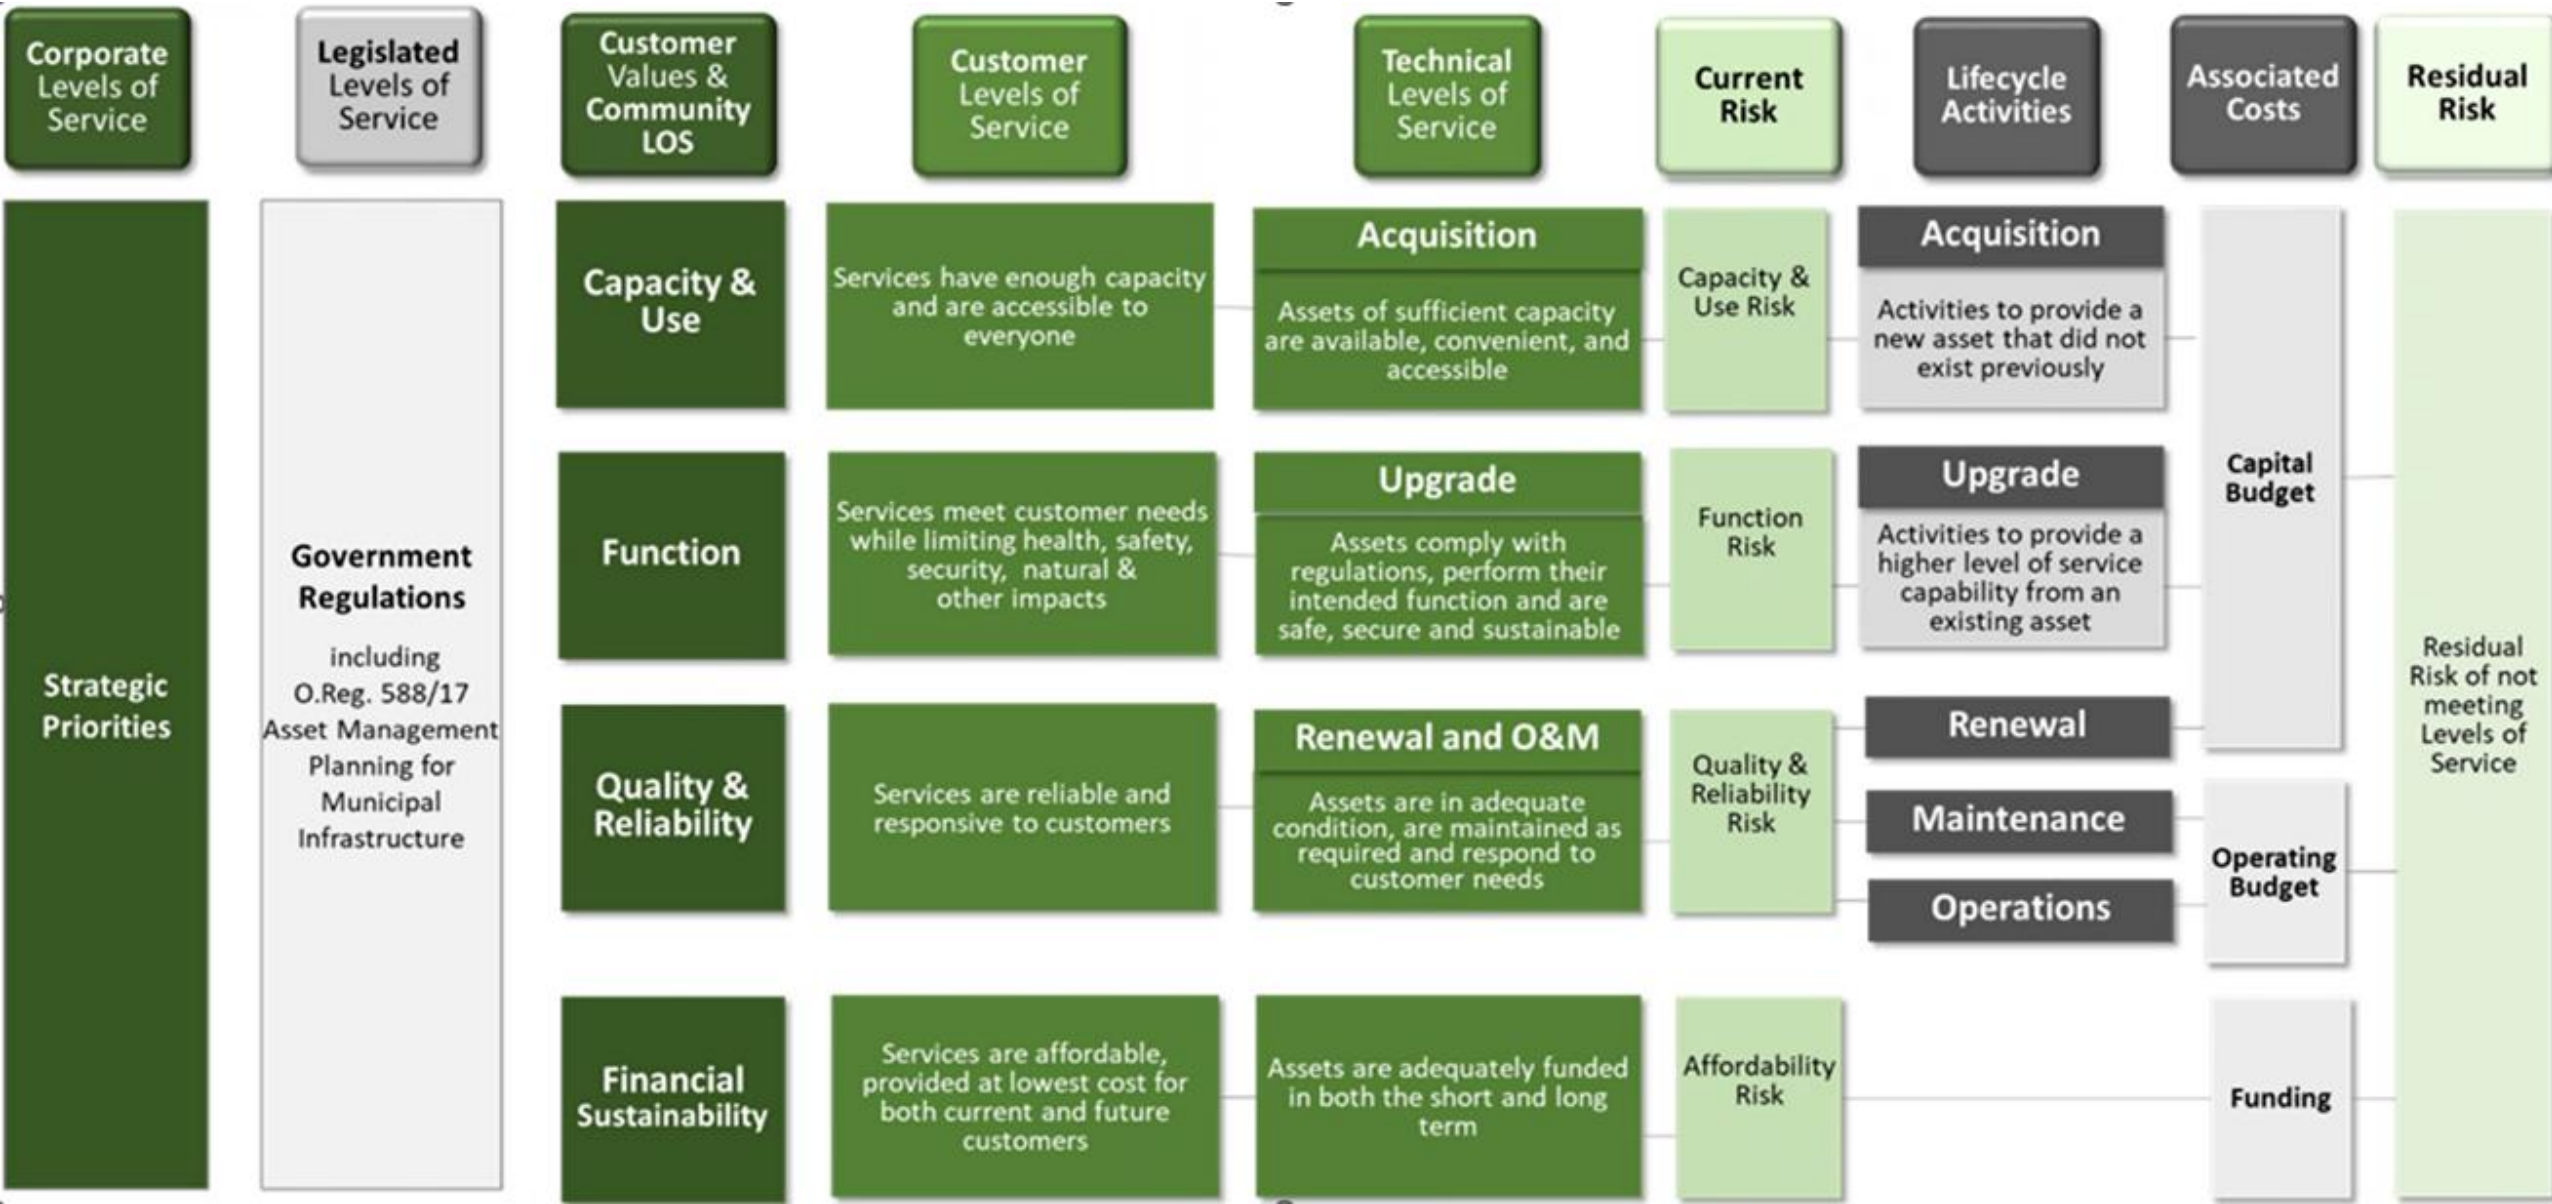 Corporate
Levels of
Service
Legislated
Levels of
Service
Customer
Values &
Community
LOS
Customer
Levels of
Service
Technical
Levels of
Service
Current
Risk
Lifecycle
Activities
Associated
Costs
Residual
Risk
Strategic
Priorities
Government
Regulations
including
O.Reg. 588/17
Asset Management
Planning for
Municipal
Infrastructure
Capacity &
Use
Services have enough capacity
and are accessible to
everyone
Acquisition
Assets of sufficient capacity
are available, convenient, and
accessible
Capacity &
Use Risk
Acquisition
Activities to provide a
new asset that did not
exist previously
Function
Services meet customer needs
while limiting health, safety,
security, natural &
other impacts
Upgrade
Assets comply with
regulations, perform their
intended function and are
safe, secure and sustainable
Function
Risk
Upgrade
Activities to provide a
higher level of service
capability from an
existing asset
Capital
Budget
Quality &
Reliability
Services are reliable and
responsive to customers
Renewal and O&M
Assets are in adequate
condition, are maintained as
required and respond to
customer needs
Quality &
Reliability
Risk
Renewal
Maintenance
Operations
Operating
Budget
Financial
Sustainability
Services are affordable,
provided at lowest cost for
both current and future
customers
Assets are adequately funded
in both the short and long
term
Affordability
Risk
Funding
Residual
Risk of not
meeting
Levels of
Service